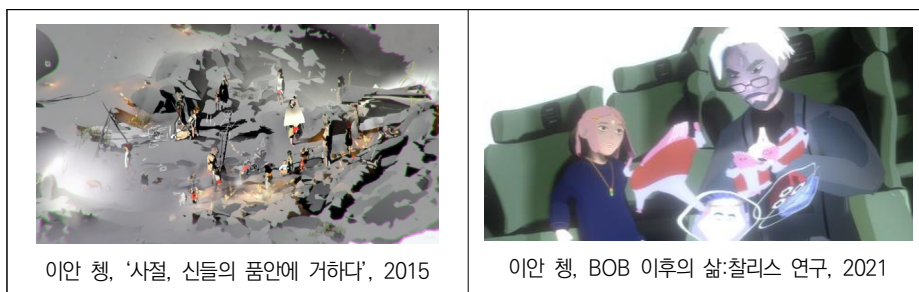 이안 쳉, ‘사절, 신들의 품안에 거하다’, 2015
이안 쳉, BOB 이후의 삶:찰리스 연구, 2021